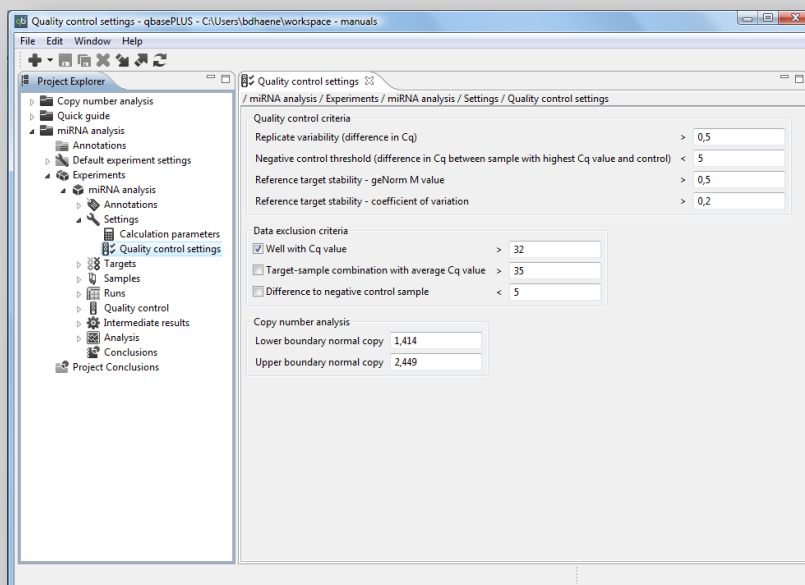 Quality control settings - qbasePLUS - C:\Users\bdhaene\workspace - manuals
File Edit Window Help
Project Explorer
Copy number analysis
Quick guide
miRNA analysis
Annotations
Default experiment settings
Experiments
miRNA analysis
Annotations
Settings
Calculation parameters
Quality control settings
Targets
Samples
Runs
Quality control
Intermediate results
Analysis
Conclusions
Project Conclusions
Quality control settings
/ miRNA analysis / Experiments / miRNA analysis / Settings / Quality control settings
Quality control criteria
Replicate variability (difference in Cq) > 0,5
Negative control threshold (difference in Cq between sample with highest Cq value and control) < 5
Reference target stability - geNorm M value > 0,5
Reference target stability - coefficient of variation > 0,2
Data exclusion criteria
Well with Cq value > 32
Target-sample combination with average Cq value > 35
Difference to negative control sample < 5
Copy number analysis
Lower boundary normal copy 1,414
Upper boundary normal copy 2,449